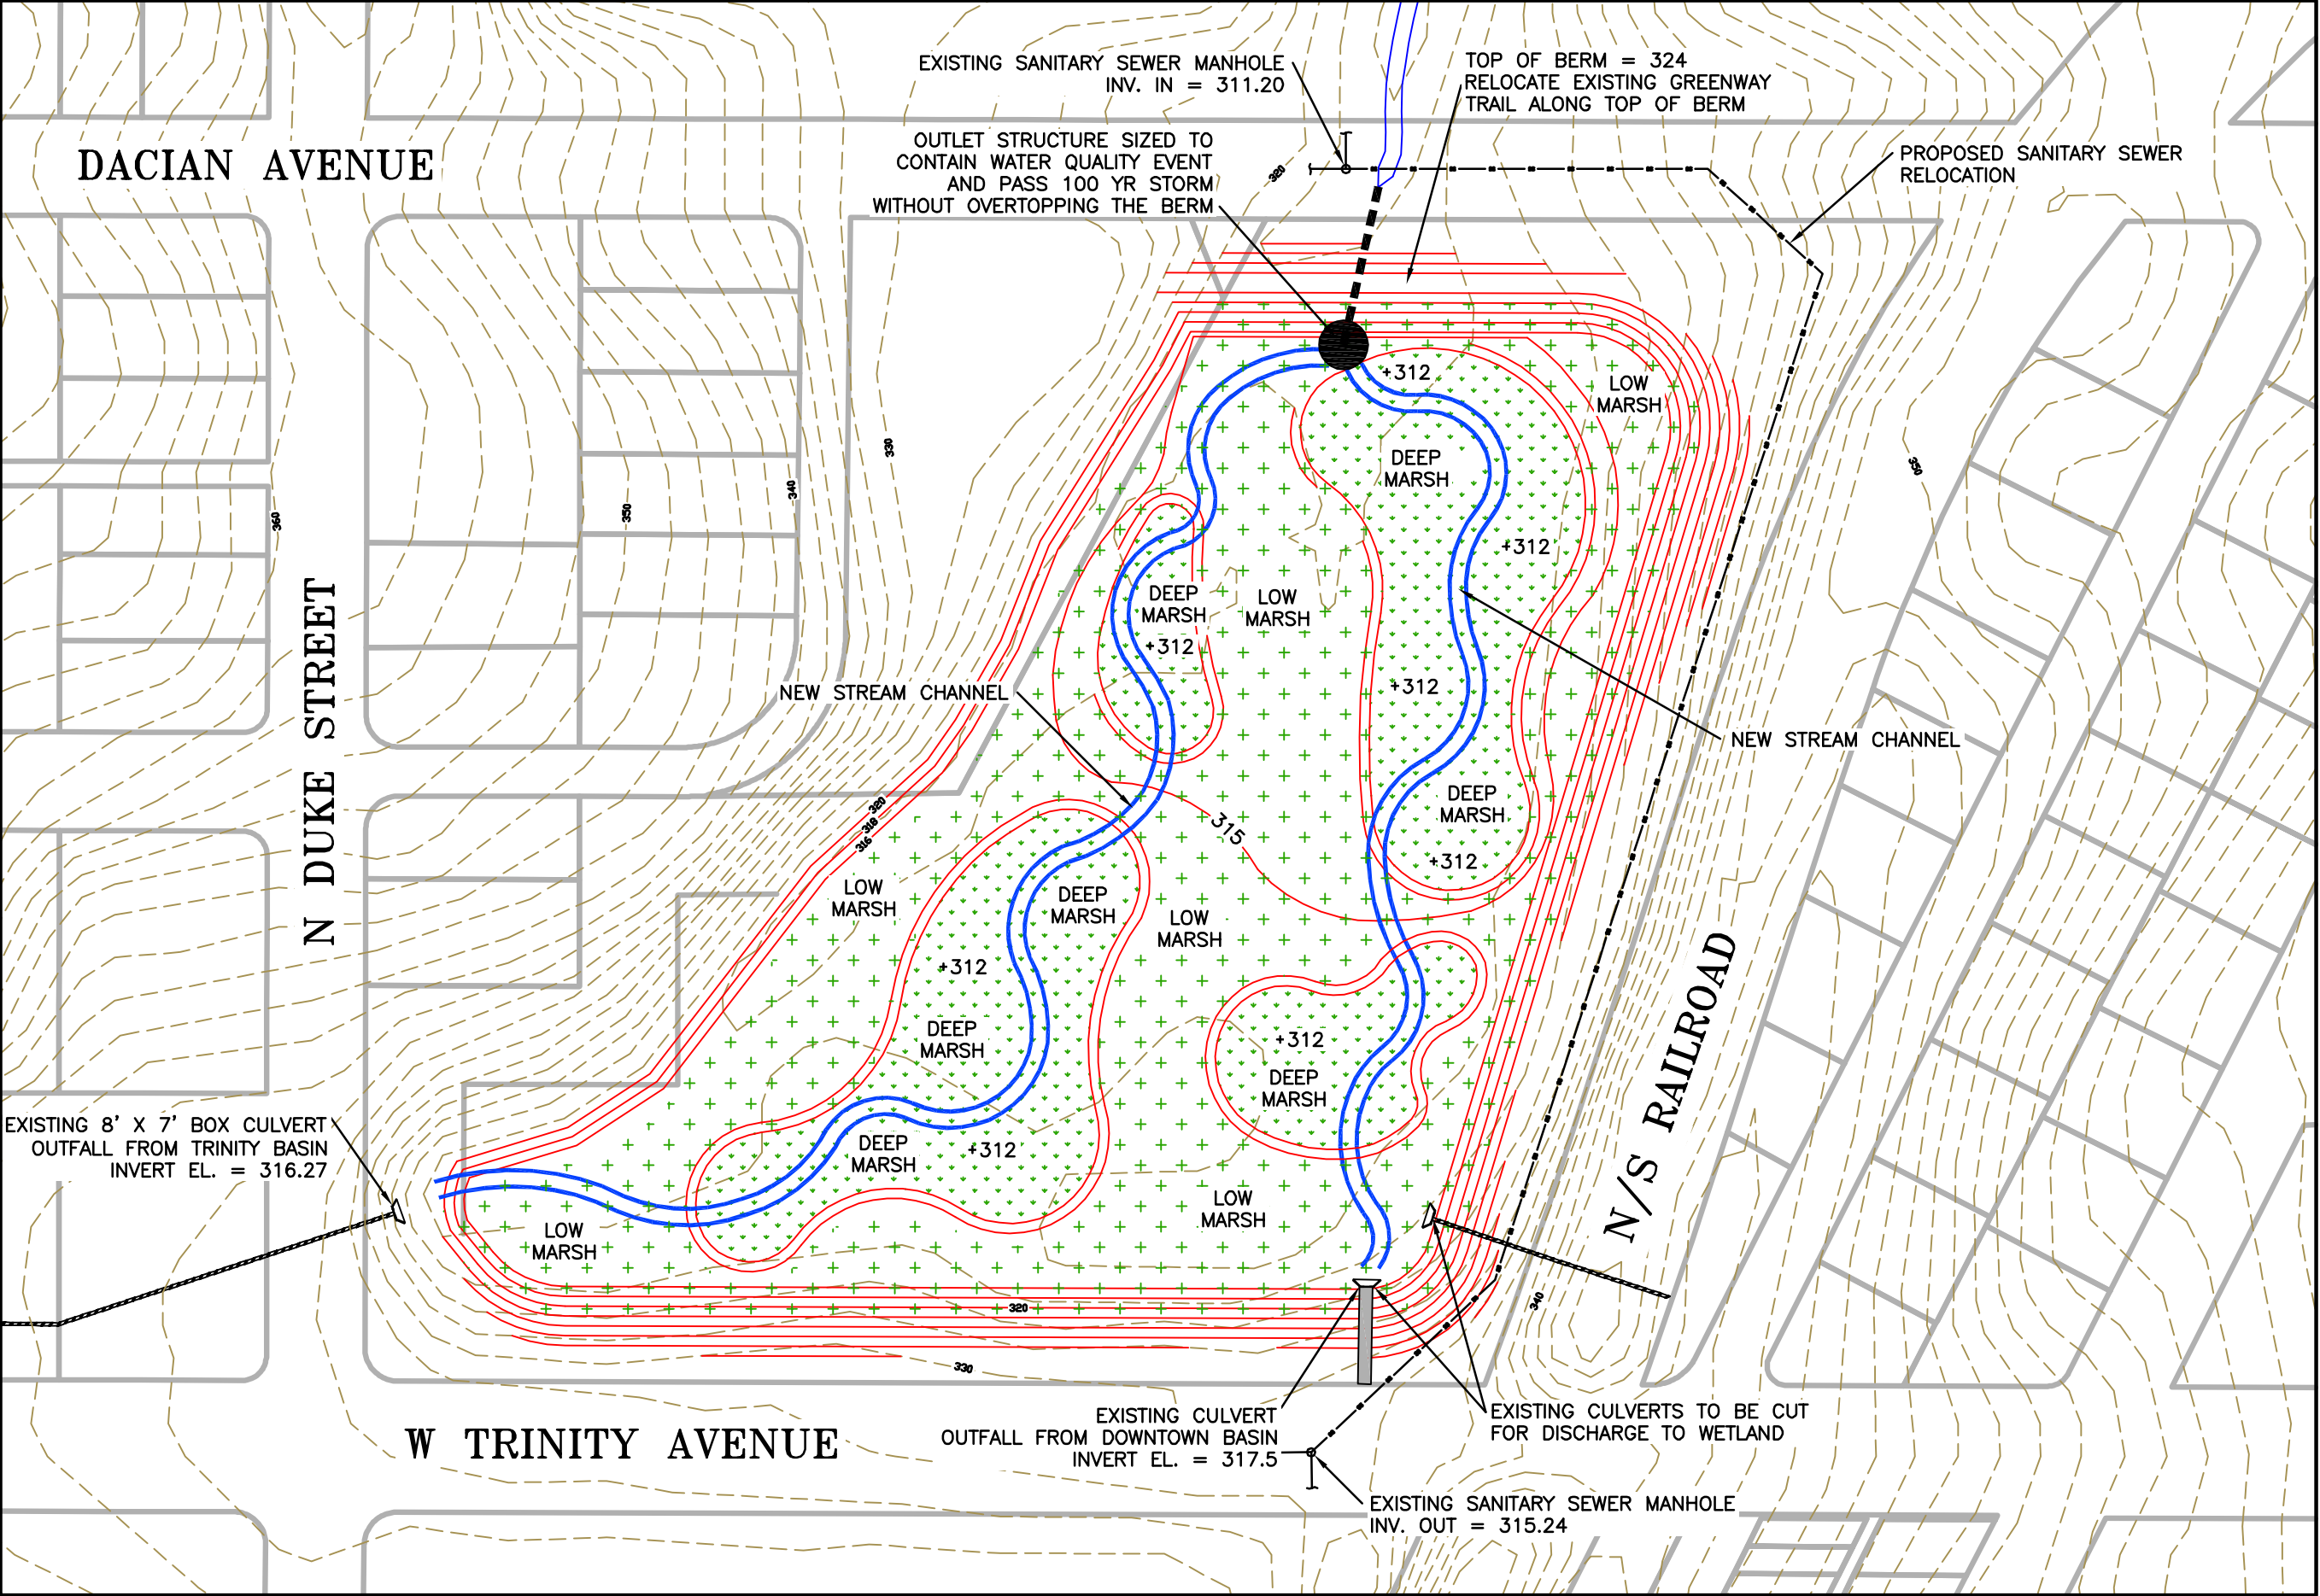 EXISTING SANITARY SEWER MANHOLE
INV. IN = 311.20
TOP OF BERM = 324
RELOCATE EXISTING GREENWAY
TRAIL ALONG TOP OF BERM
OUTLET STRUCTURE SIZED TO
CONTAIN WATER QUALITY EVENT
AND PASS 100 YR STORM
WITHOUT OVERTOPPING THE BERM
DACIAN AVENUE
320
PROPOSED SANITARY SEWER
RELOCATION
+312
LOW
MARSH
DEEP
MARSH
330
340
350
360
350
+312
DEEP
MARSH
+312
LOW
MARSH
N DUKE STREET
+312
NEW STREAM CHANNEL
NEW STREAM CHANNEL
DEEP
MARSH
+312
315
320
318
316
LOW
MARSH
DEEP
MARSH
LOW
MARSH
+312
DEEP
MARSH
+312
DEEP
MARSH
N/S RAILROAD
EXISTING 8' X 7' BOX CULVERT
OUTFALL FROM TRINITY BASIN
INVERT EL. = 316.27
DEEP
MARSH
+312
LOW
MARSH
LOW
MARSH
320
340
330
W TRINITY AVENUE
EXISTING CULVERT
OUTFALL FROM DOWNTOWN BASIN
INVERT EL. = 317.5
EXISTING CULVERTS TO BE CUT
FOR DISCHARGE TO WETLAND
EXISTING SANITARY SEWER MANHOLE
INV. OUT = 315.24